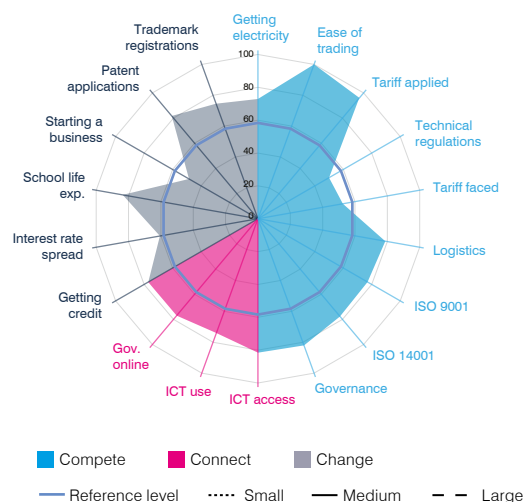 Getting
electricity
Ease of
trading
Tariff applied
Technical
regulations
Tariff faced
Logistics
ISO 9001
ISO 14001
Governance
ICT access
ICT use
Gov.
online
Getting
credit
Interest rate
spread
School life
exp.
Starting a
business
Patent
applications
Trademark
registrations
100
80
60
40
20
0
Compete
Connect
Change
Reference level
Small
Medium
Large